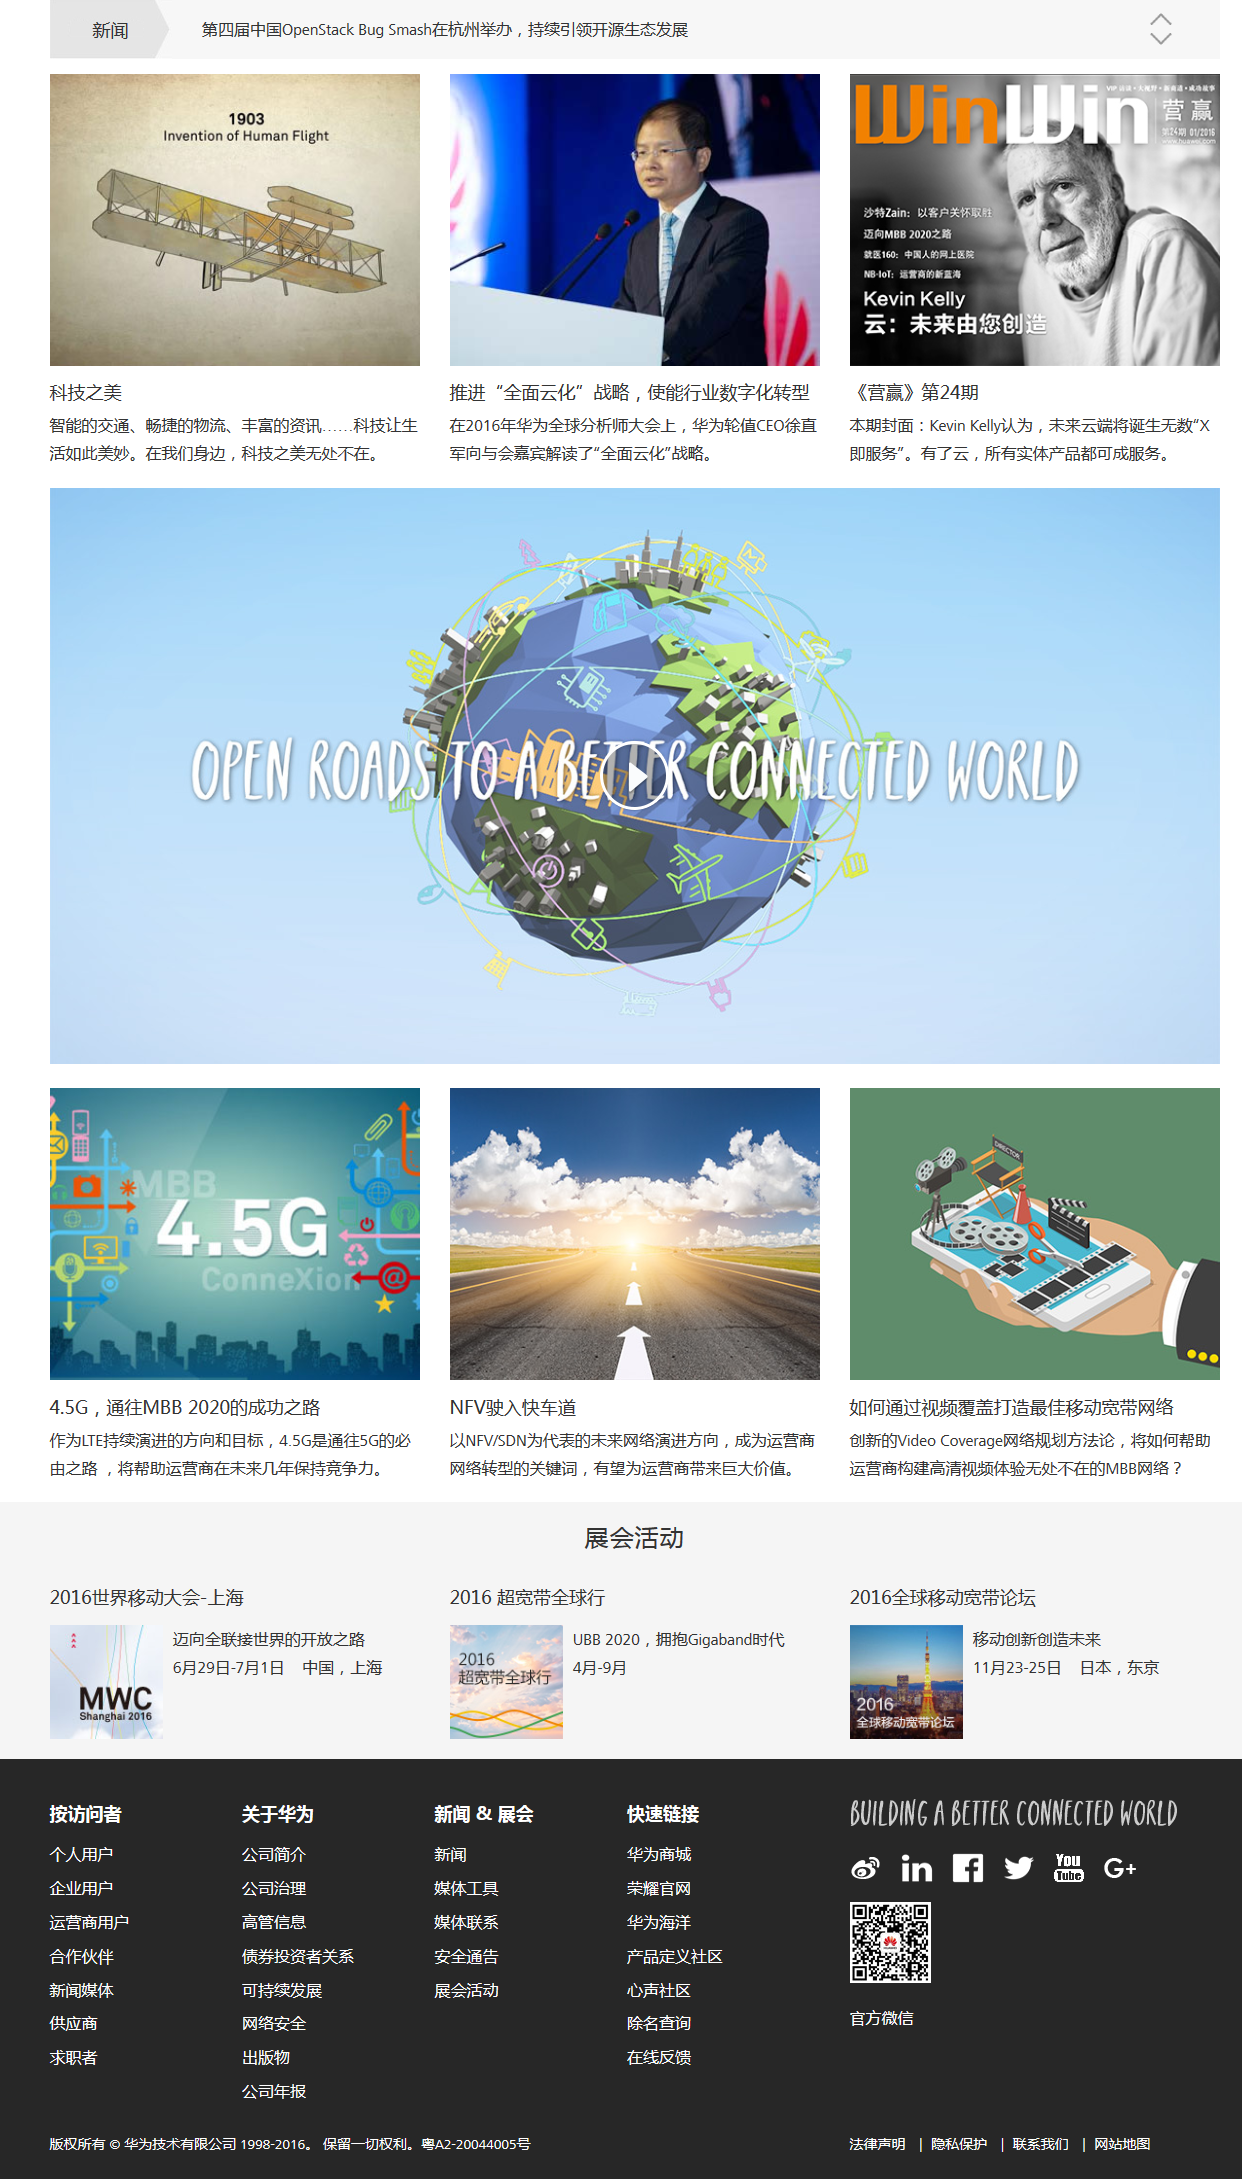 新闻
第四届中国OpenStack Bug Smash在杭州举办，持续引领开源生态发展
1903
Invention of Human Flight
WinWin
VIP 访谈·大视野·新商道·成功故事
营赢
第24期 01/2016
www.huawei.com
沙特Zain：以客户关怀取胜
迈向MBB 2020之路
就医160：中国人的网上医院
NB-IoT：运营商的新蓝海
Kevin Kelly
云：未来由您创造
科技之美
智能的交通、畅捷的物流、丰富的资讯……科技让生
活如此美妙。在我们身边，科技之美无处不在。
推进“全面云化”战略，使能行业数字化转型
在2016年华为全球分析师大会上，华为轮值CEO徐直
军向与会嘉宾解读了“全面云化”战略。
《营赢》第24期
本期封面：Kevin Kelly认为，未来云端将诞生无数“X
即服务”。有了云，所有实体产品都可成服务。
OPEN ROADS TO A BETTER CONNECTED WORLD
MBB
4.5G
ConneXion
DIRECTOR
4.5G，通往MBB 2020的成功之路
作为LTE持续演进的方向和目标，4.5G是通往5G的必
由之路 ，将帮助运营商在未来几年保持竞争力。
NFV驶入快车道
以NFV/SDN为代表的未来网络演进方向，成为运营商
网络转型的关键词，有望为运营商带来巨大价值。
如何通过视频覆盖打造最佳移动宽带网络
创新的Video Coverage网络规划方法论，将如何帮助
运营商构建高清视频体验无处不在的MBB网络？
展会活动
2016世界移动大会-上海
MWC
Shanghai 2016
迈向全联接世界的开放之路
6月29日-7月1日 中国，上海
2016 超宽带全球行
2016
超宽带全球行
UBB 2020，拥抱Gigaband时代
4月-9月
2016全球移动宽带论坛
2016
全球移动宽带论坛
移动创新创造未来
11月23-25日 日本，东京
按访问者
个人用户
企业用户
运营商用户
合作伙伴
新闻媒体
供应商
求职者
关于华为
公司简介
公司治理
高管信息
债券投资者关系
可持续发展
网络安全
出版物
公司年报
新闻 & 展会
新闻
媒体工具
媒体联系
安全通告
展会活动
快速链接
华为商城
荣耀官网
华为海洋
产品定义社区
心声社区
除名查询
在线反馈
BUILDING A BETTER CONNECTED WORLD
You Tube
G+
官方微信
版权所有 © 华为技术有限公司 1998-2016。 保留一切权利。粤A2-20044005号
法律声明 | 隐私保护 | 联系我们 | 网站地图